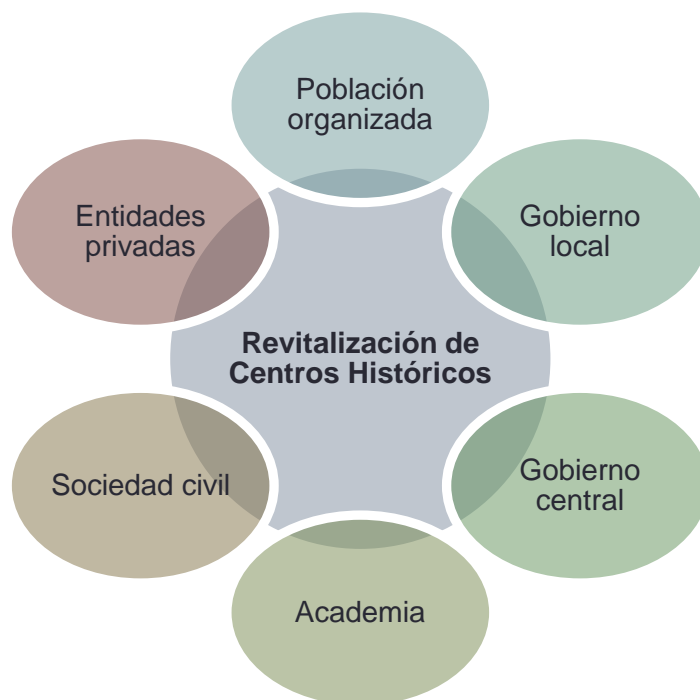 Población
organizada
Entidades
privadas
Gobierno
local
Revitalización de
Centros Históricos
Sociedad civil
Gobierno
central
Academia